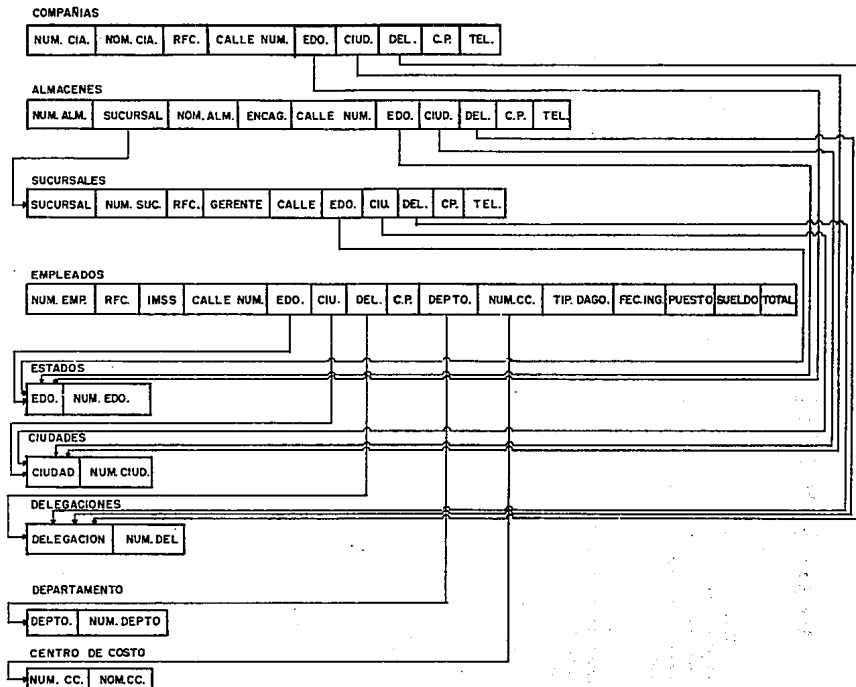 COMPAÑIAS
NUM. CIA. NOM. CIA. RFC. CALLE NUM. EDO. CIUD. DEL. C.P. TEL.
ALMACENES
NUM. ALM. SUCURSAL NOM. ALM. ENCAG. CALLE NUM. EDO. CIUD. DEL. C.P. TEL.
SUCURSALES
SUCURSAL NUM. SUC. RFC. GERENTE CALLE EDO. CIU. DEL. CP. TEL.
EMPLEADOS
NUM. EMP. RFC. IMSS CALLE NUM. EDO. CIU. DEL. C.P. DEPTO. NUM.CC. TIP. DAGO. FEC.ING. PUESTO SUELDO TOTAL
ESTADOS
EDO. NUM. EDO.
CIUDADES
CIUDAD NUM. CIUD.
DELEGACIONES
DELEGACION NUM. DEL
DEPARTAMENTO
DEPTO. NUM. DEPTO
CENTRO DE COSTO
NUM. CC. NOM.CC.